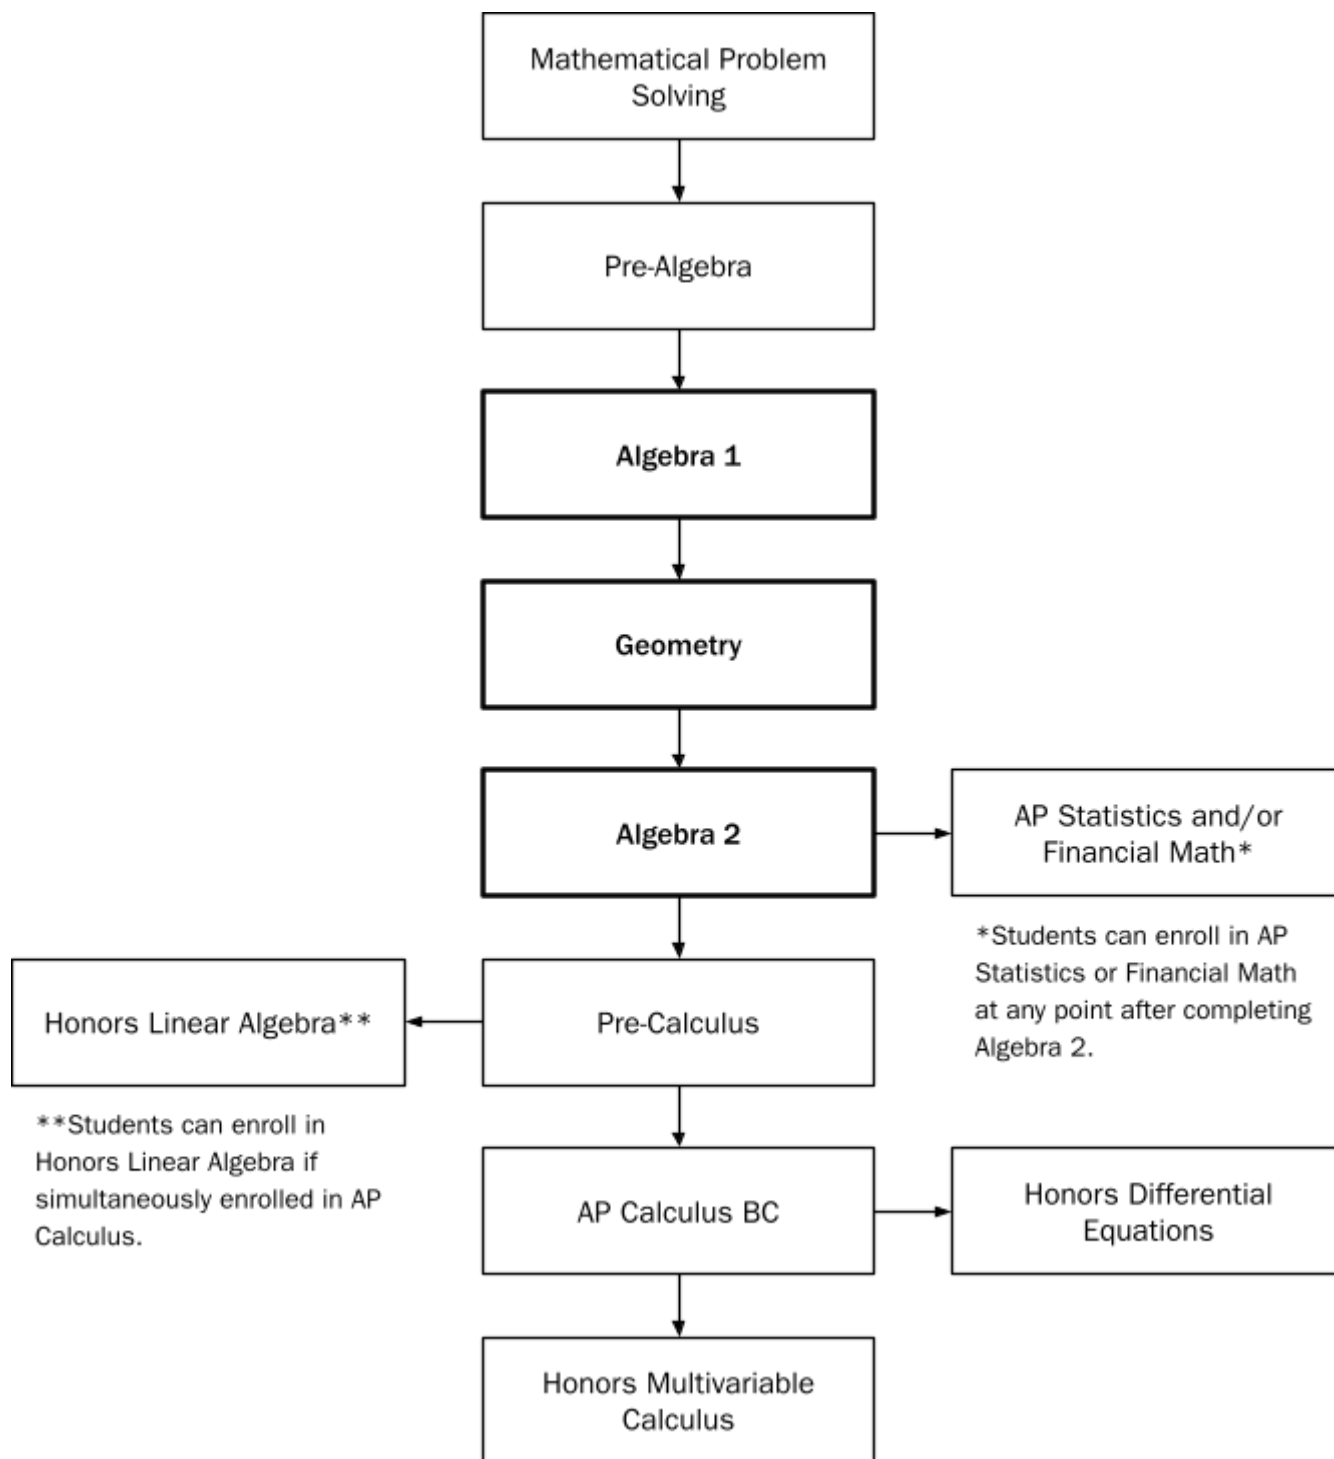 Mathematical Problem
Solving
Pre-Algebra
Algebra 1
Geometry
Algebra 2
AP Statistics and/or
Financial Math*
*Students can enroll in AP
Statistics or Financial Math
at any point after completing
Algebra 2.
Honors Linear Algebra**
Pre-Calculus
**Students can enroll in
Honors Linear Algebra if
simultaneously enrolled in AP
Calculus.
AP Calculus BC
Honors Differential
Equations
Honors Multivariable
Calculus